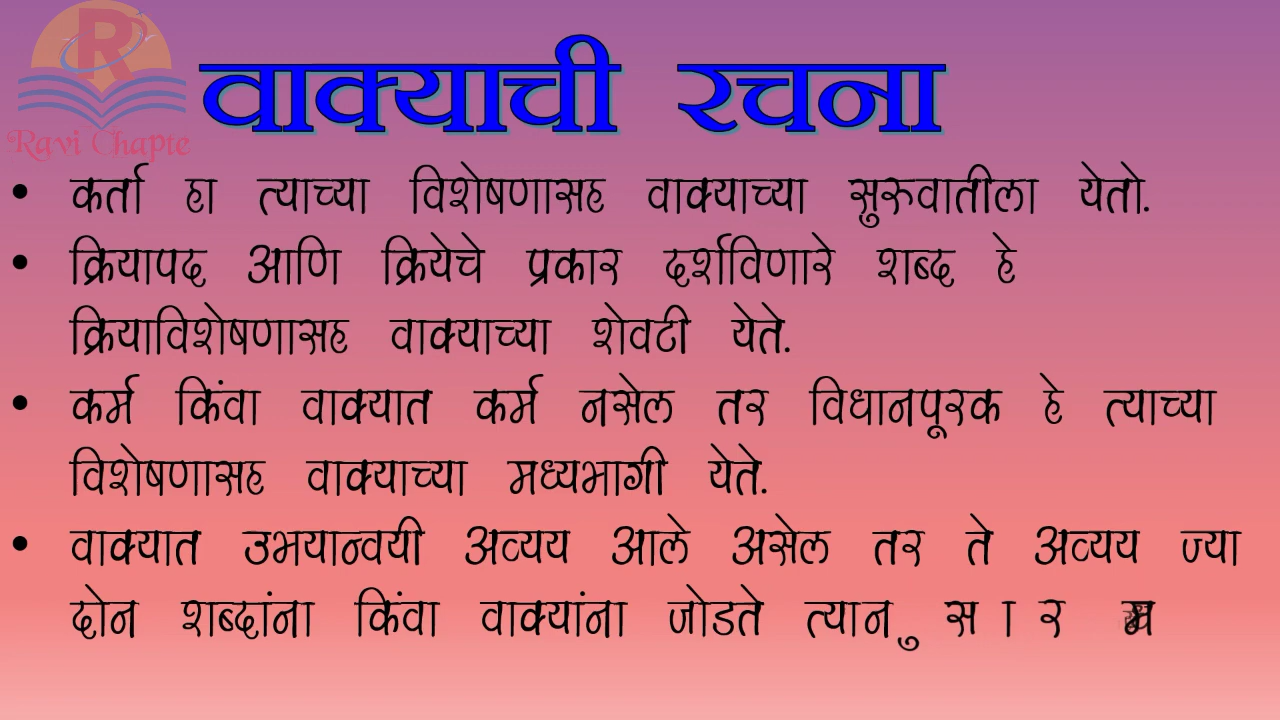 Ravi Chapte
वाक्याची रचना
• कर्ता हा त्याच्या विशेषणासह वाक्याच्या सुरुवातीला येतो.
• क्रियापद आणि क्रियेचे प्रकार दर्शविणारे शब्द हे
क्रियाविशेषणासह वाक्याच्या शेवटी येते.
• कर्म किंवा वाक्यात कर्म नसेल तर विधानपूरक हे त्याच्या
विशेषणासह वाक्याच्या मध्यभागी येते.
• वाक्यात उभयान्वयी अव्यय आले असेल तर ते अव्यय ज्या
दोन शब्दांना किंवा वाक्यांना जोडते त्यानुसार